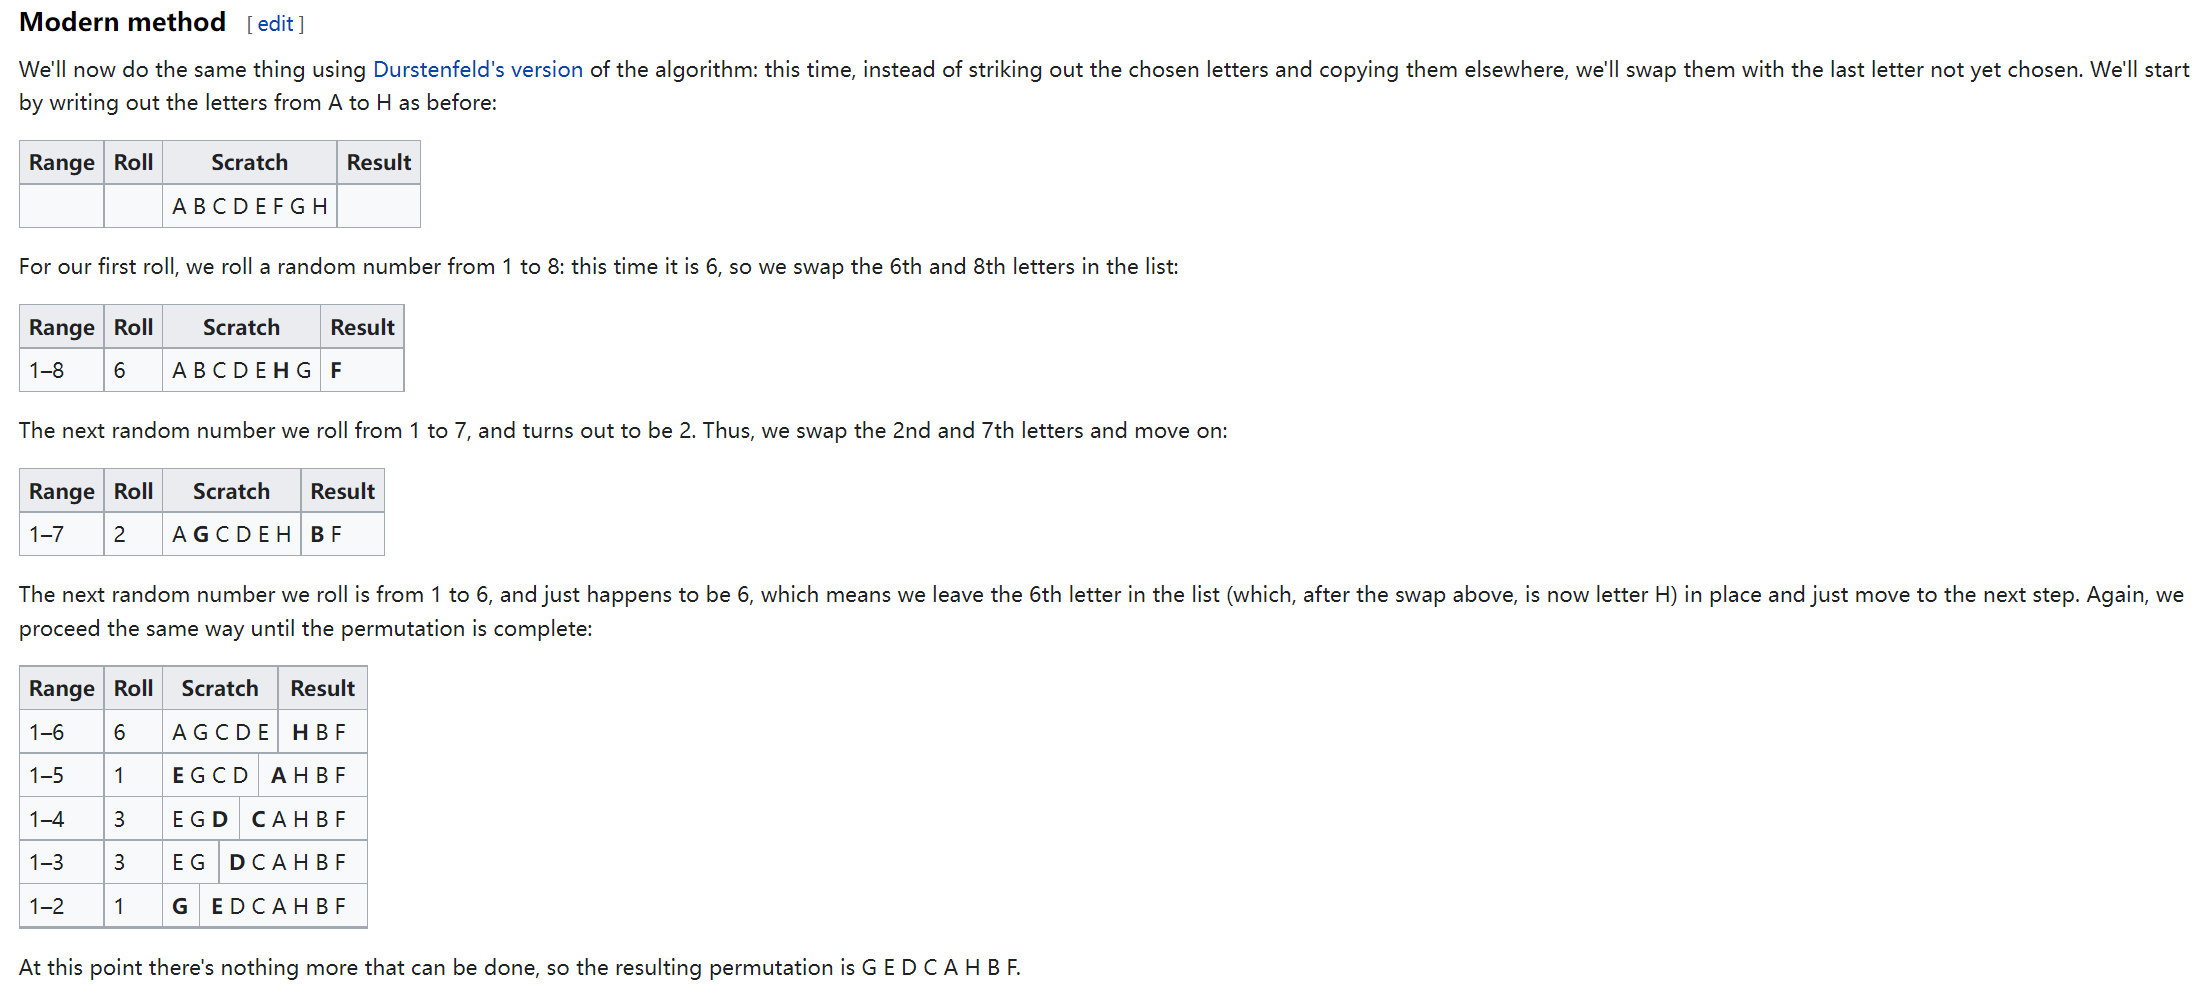 Modern method [ edit ]
We'll now do the same thing using Durstenfeld's version of the algorithm: this time, instead of striking out the chosen letters and copying them elsewhere, we'll swap them with the last letter not yet chosen. We'll start
by writing out the letters from A to H as before:
Range Roll Scratch Result
A B C D E F G H
For our first roll, we roll a random number from 1 to 8: this time it is 6, so we swap the 6th and 8th letters in the list:
Range Roll Scratch Result
1–8 6 A B C D E H G F
The next random number we roll from 1 to 7, and turns out to be 2. Thus, we swap the 2nd and 7th letters and move on:
Range Roll Scratch Result
1–7 2 A G C D E H B F
The next random number we roll is from 1 to 6, and just happens to be 6, which means we leave the 6th letter in the list (which, after the swap above, is now letter H) in place and just move to the next step. Again, we
proceed the same way until the permutation is complete:
Range Roll Scratch Result
1–6 6 A G C D E H B F
1–5 1 E G C D A H B F
1–4 3 E G D C A H B F
1–3 3 E G D C A H B F
1–2 1 G E D C A H B F
At this point there's nothing more that can be done, so the resulting permutation is G E D C A H B F.